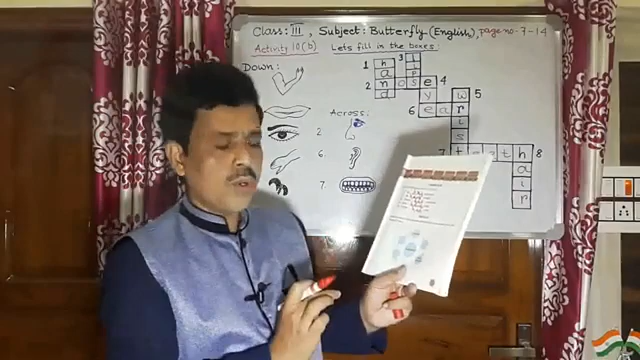 Class: III, Subject: Butterfly (English), page no- 7-14
Activity 10(b) Lets fill in the boxes:
Down:
Across:
2.
6.
7.
3 l
1 h i
a p
2 n o s e 4
d y w 5
6 e a r
i
s
7 t e e t h 8
a
i
r